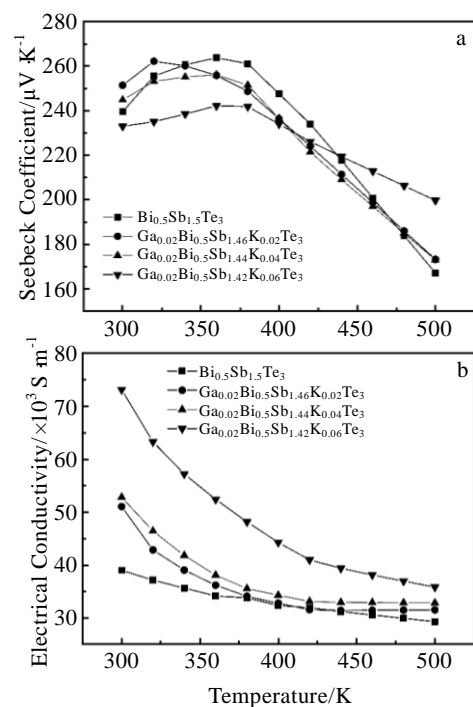 a
Seebeck Coefficient/μV·K⁻¹
280
260
240
220
200
180
160
Bi₀.₅Sb₁.₅Te₃
Ga₀.₀₂Bi₀.₅Sb₁.₄₆K₀.₀₂Te₃
Ga₀.₀₂Bi₀.₅Sb₁.₄₄K₀.₀₄Te₃
Ga₀.₀₂Bi₀.₅Sb₁.₄₂K₀.₀₆Te₃
300 350 400 450 500
b
Electrical Conductivity/×10³ S·m⁻¹
80
70
60
50
40
30
Bi₀.₅Sb₁.₅Te₃
Ga₀.₀₂Bi₀.₅Sb₁.₄₆K₀.₀₂Te₃
Ga₀.₀₂Bi₀.₅Sb₁.₄₄K₀.₀₄Te₃
Ga₀.₀₂Bi₀.₅Sb₁.₄₂K₀.₀₆Te₃
300 350 400 450 500
Temperature/K